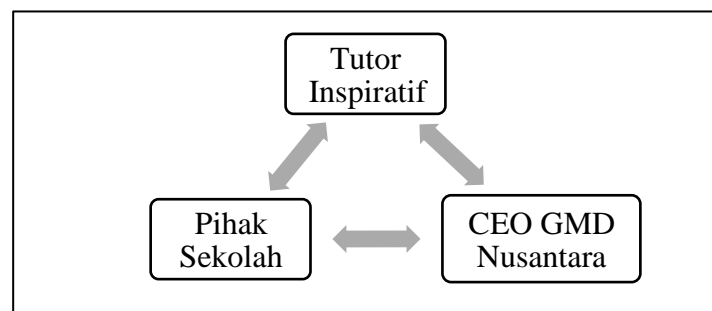 Tutor
Inspiratif
Pihak
Sekolah
CEO GMD
Nusantara